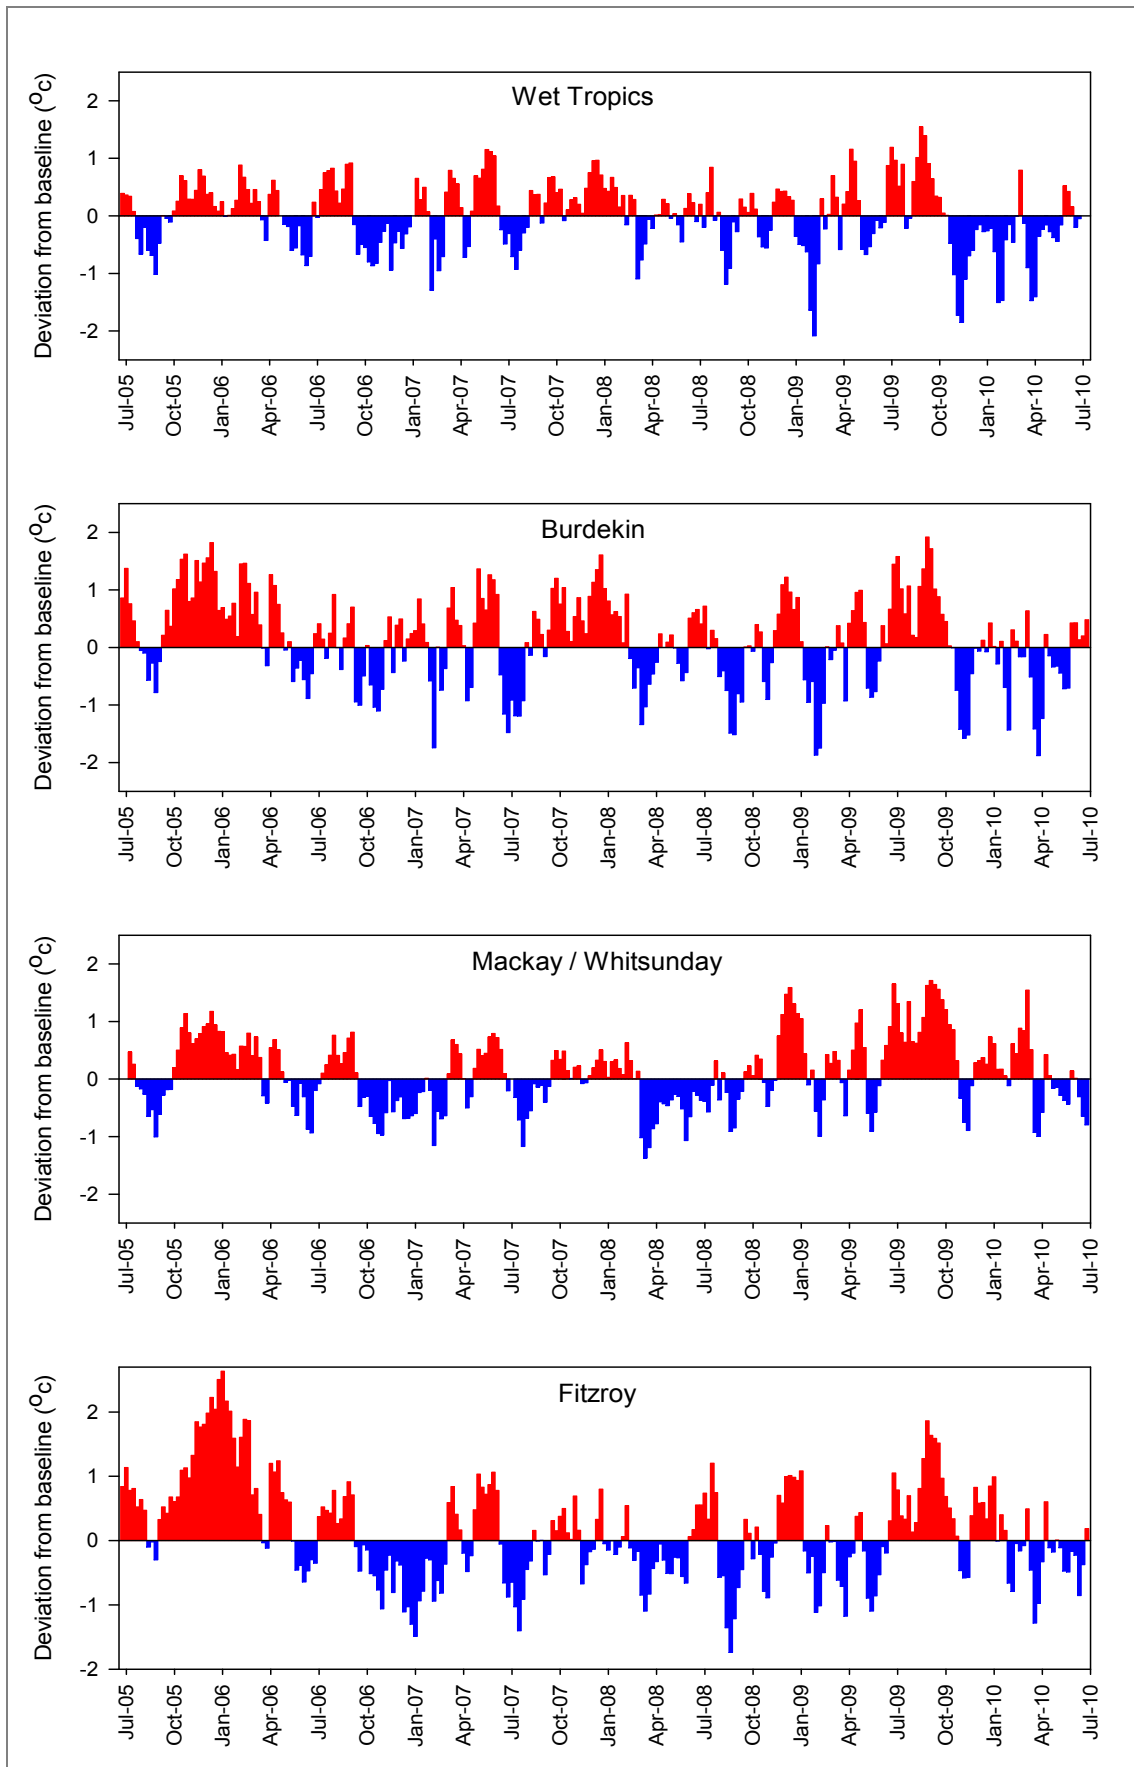 Wet Tropics
Deviation from baseline (ºc)
2
1
0
-1
-2
Jul-05 Oct-05 Jan-06 Apr-06 Jul-06 Oct-06 Jan-07 Apr-07 Jul-07 Oct-07 Jan-08 Apr-08 Jul-08 Oct-08 Jan-09 Apr-09 Jul-09 Oct-09 Jan-10 Apr-10 Jul-10
Burdekin
Deviation from baseline (ºc)
2
1
0
-1
-2
Jul-05 Oct-05 Jan-06 Apr-06 Jul-06 Oct-06 Jan-07 Apr-07 Jul-07 Oct-07 Jan-08 Apr-08 Jul-08 Oct-08 Jan-09 Apr-09 Jul-09 Oct-09 Jan-10 Apr-10 Jul-10
Mackay / Whitsunday
Deviation from baseline (ºc)
2
1
0
-1
-2
Jul-05 Oct-05 Jan-06 Apr-06 Jul-06 Oct-06 Jan-07 Apr-07 Jul-07 Oct-07 Jan-08 Apr-08 Jul-08 Oct-08 Jan-09 Apr-09 Jul-09 Oct-09 Jan-10 Apr-10 Jul-10
Fitzroy
Deviation from baseline (ºc)
2
1
0
-1
-2
Jul-05 Oct-05 Jan-06 Apr-06 Jul-06 Oct-06 Jan-07 Apr-07 Jul-07 Oct-07 Jan-08 Apr-08 Jul-08 Oct-08 Jan-09 Apr-09 Jul-09 Oct-09 Jan-10 Apr-10 Jul-10